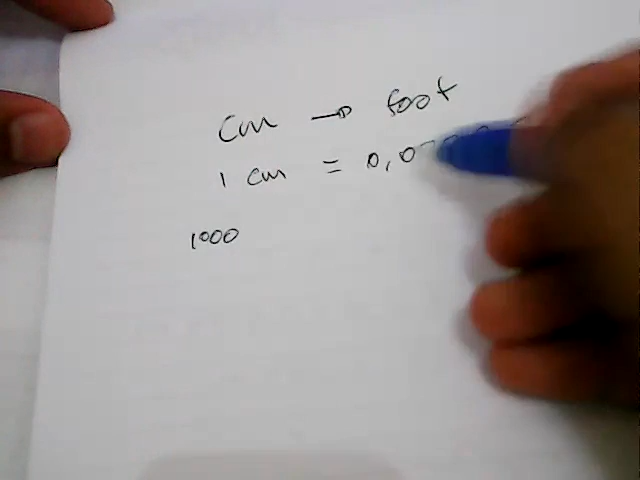 cm → foot
1 cm = 0,0
1000